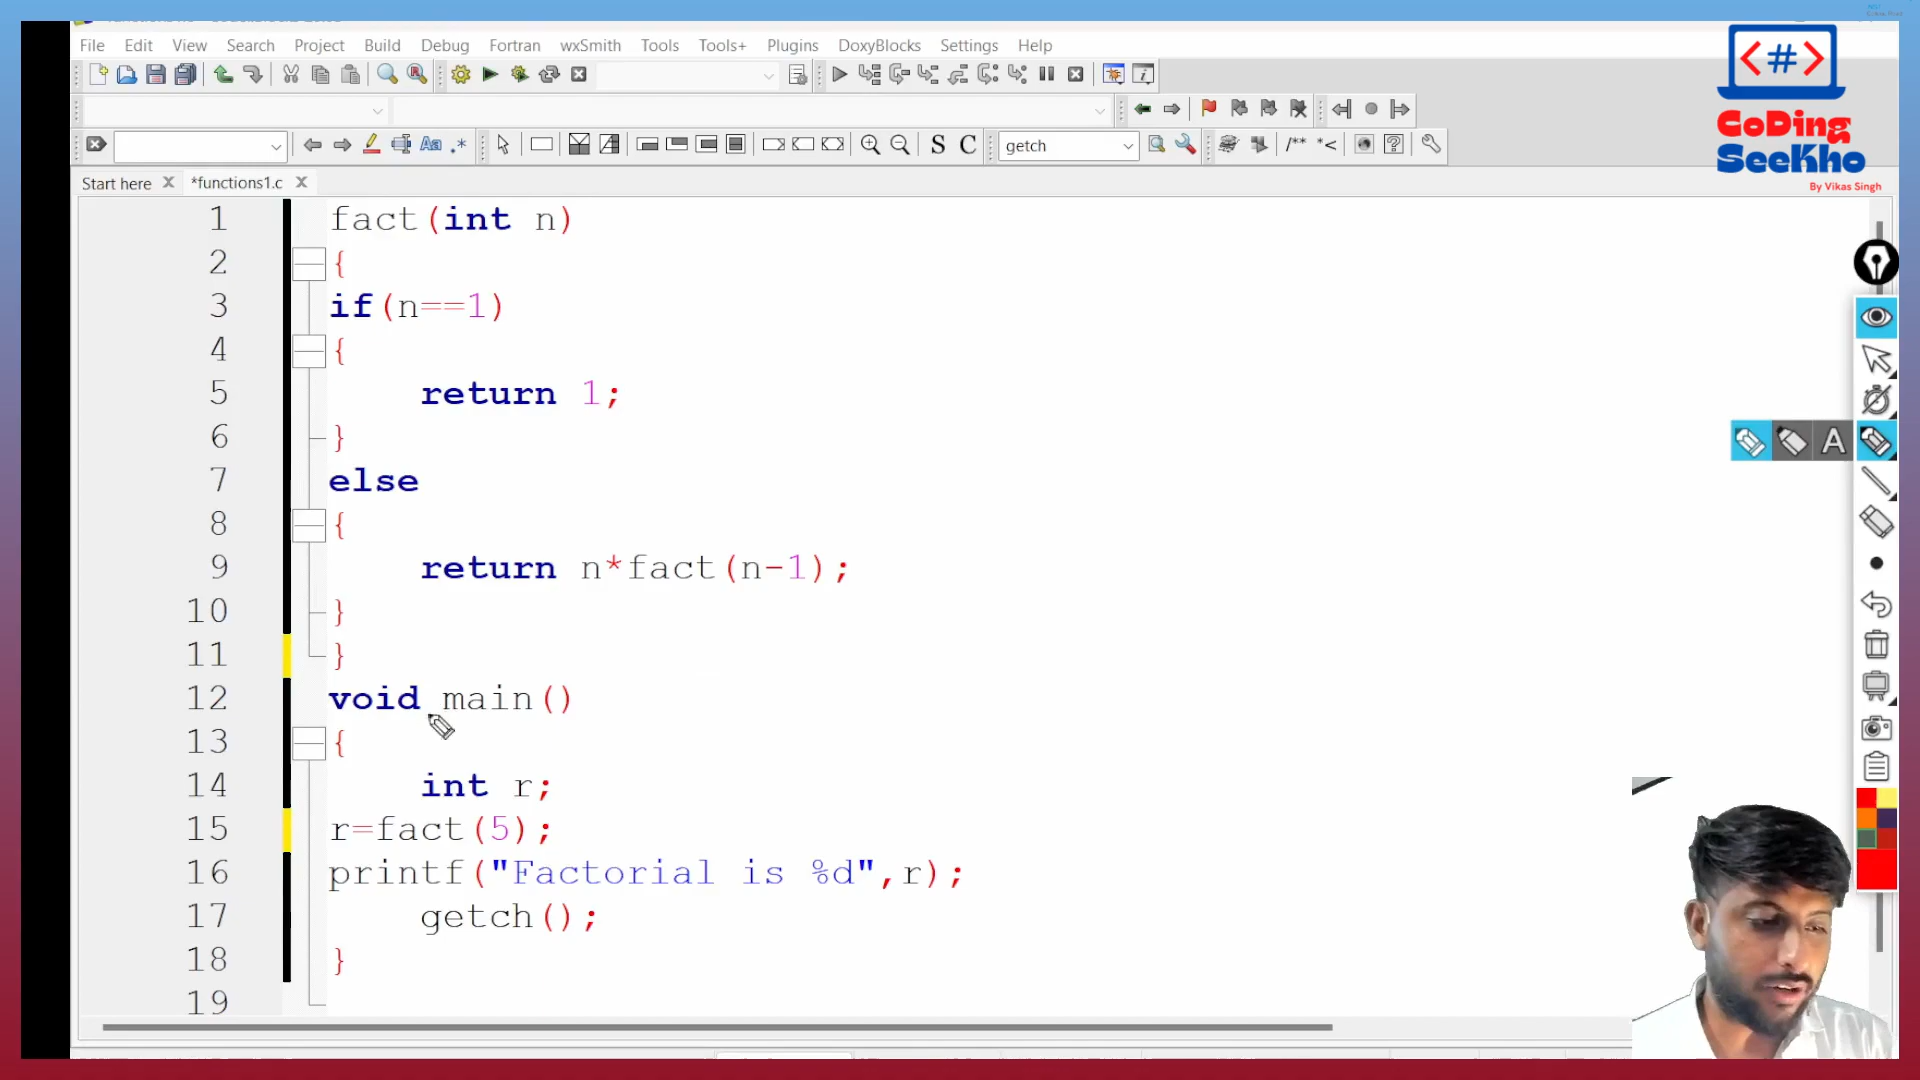 File Edit View Search Project Build Debug Fortran wxSmith Tools Tools+ Plugins DoxyBlocks Settings Help
<#>
CoDing
SeeKho
By Vikas Singh
Aa .* S C getch /** *<
Start here *functions1.c
1 fact(int n)
2 {
3 if(n==1)
4 {
5 return 1;
6 }
7 else
8 {
9 return n*fact(n-1);
10 }
11 }
12 void main()
13 {
14 int r;
15 r=fact(5);
16 printf("Factorial is %d",r);
17 getch();
18 }
19
A